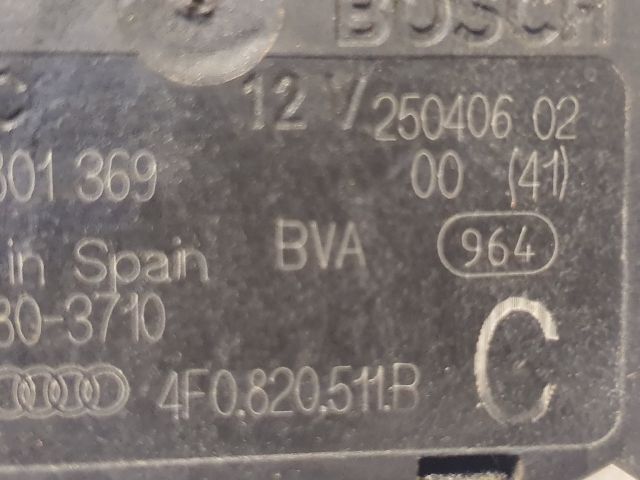 BOSCH
12 V 250406 02
301 369 00 (41)
in Spain BVA 964
30-3710
4F0.820.511.B C